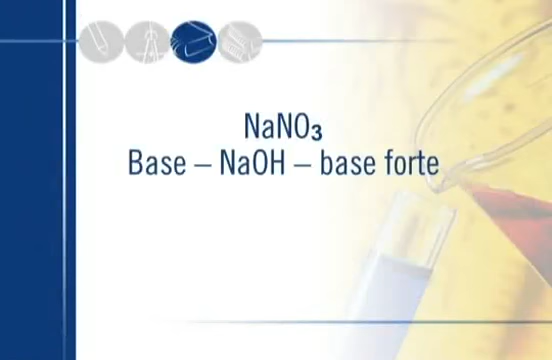 NaNO₃
Base – NaOH – base forte